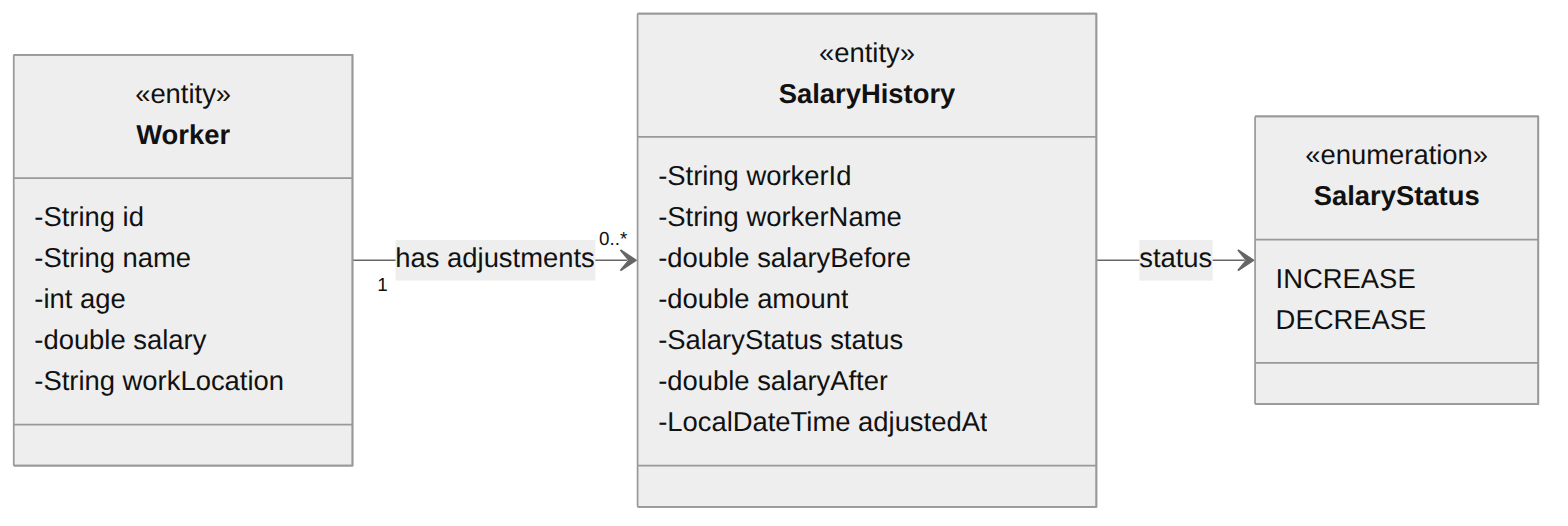 «entity»
Worker
-String id
-String name
-int age
-double salary
-String workLocation
1
has adjustments
0..*
«entity»
SalaryHistory
-String workerId
-String workerName
-double salaryBefore
-double amount
-SalaryStatus status
-double salaryAfter
-LocalDateTime adjustedAt
status
«enumeration»
SalaryStatus
INCREASE
DECREASE